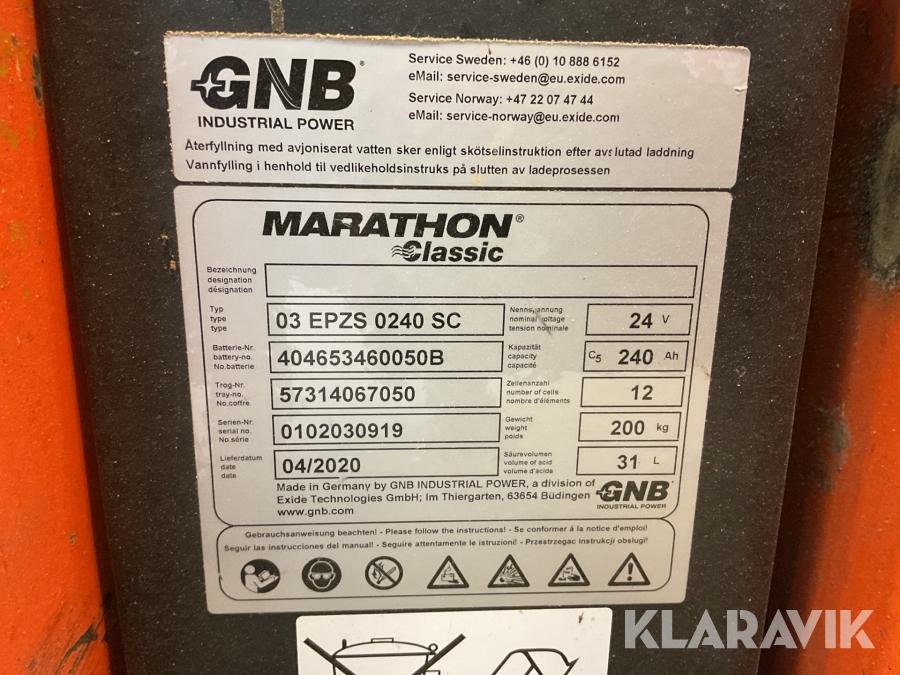 GNB®
INDUSTRIAL POWER
Service Sweden: +46 (0) 10 888 6152
eMail: service-sweden@eu.exide.com
Service Norway: +47 22 07 47 44
eMail: service-norway@eu.exide.com
Återfyllning med avjoniserat vatten sker enligt skötselinstruktion efter avslutad laddning
Vannfylling i henhold til vedlikeholdsinstruks på slutten av ladeprosessen
MARATHON®
Classic
Bezeichnung
designation
désignation
Typ
type
type
03 EPZS 0240 SC
Nennspannung
nominal voltage
tension nominale
24 V
Batterie-Nr.
battery-no.
No.batterie
404653460050B
Kapazität
capacity
capacité
C5 240 Ah
Trog-Nr.
tray-no.
No.coffre
57314067050
Zellenanzahl
number of cells
nombre d'éléments
12
Serien-Nr.
serial no.
No.série
0102030919
Gewicht
weight
poids
200 kg
Lieferdatum
date
date
04/2020
Säurevolumen
volume of acid
volume d'acide
31 L
Made in Germany by GNB INDUSTRIAL POWER, a division of
Exide Technologies GmbH; Im Thiergarten, 63654 Büdingen
www.gnb.com
GNB®
INDUSTRIAL POWER
Gebrauchsanweisung beachten! - Please follow the instructions! - Se conformer à la notice d'emploi!
Seguir las instrucciones del manual! - Seguire attentamente le istruzioni! - Przestrzegac instrukcji obslugi!
KLARAVIK